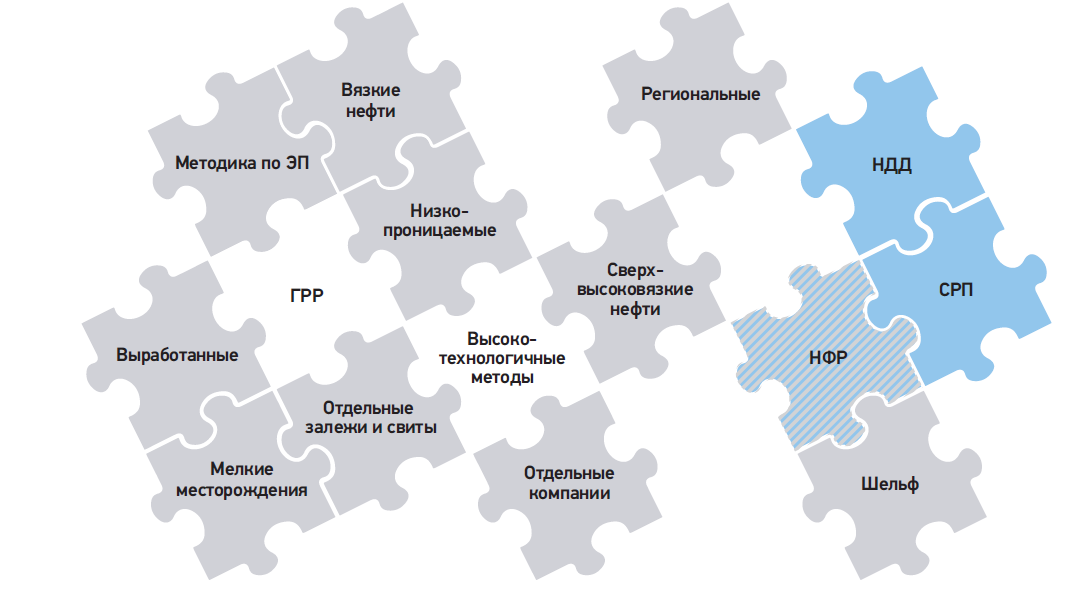 Вязкие
нефти
Региональные
Методика по ЭП
НДД
Низко-
проницаемые
Сверх-
высоковязкие
нефти
СРП
ГРР
Высоко-
технологичные
методы
Выработанные
НФР
Отдельные
залежи и свиты
Мелкие
месторождения
Отдельные
компании
Шельф